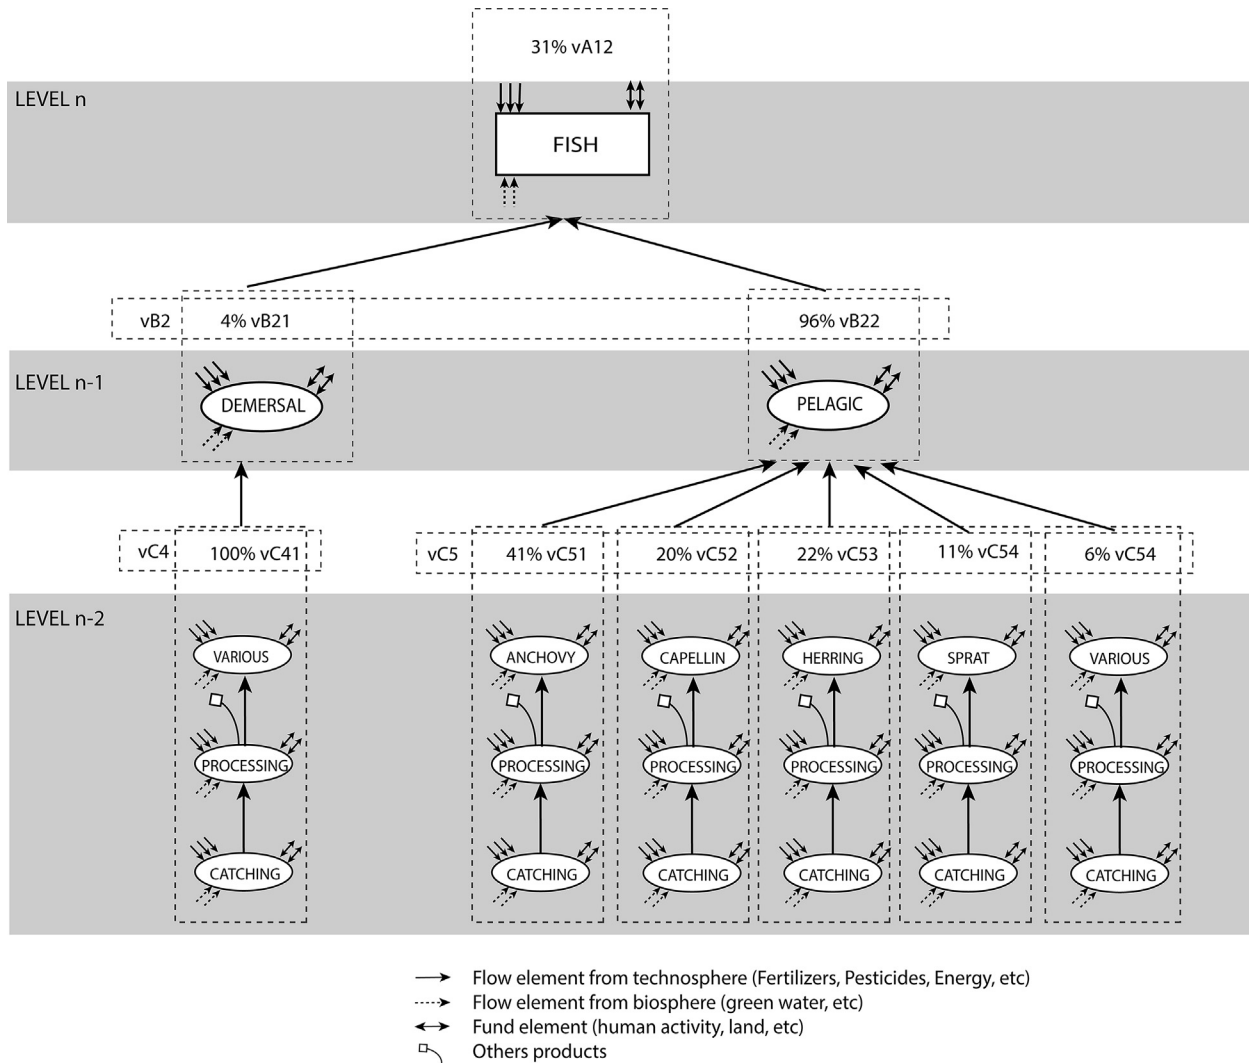 31% vA12
LEVEL n
FISH
vB2 4% vB21 96% vB22
LEVEL n-1
DEMERSAL PELAGIC
vC4 100% vC41 vC5 41% vC51 20% vC52 22% vC53 11% vC54 6% vC54
LEVEL n-2
VARIOUS ANCHOVY CAPELLIN HERRING SPRAT VARIOUS
PROCESSING PROCESSING PROCESSING PROCESSING PROCESSING PROCESSING
CATCHING CATCHING CATCHING CATCHING CATCHING CATCHING
Flow element from technosphere (Fertilizers, Pesticides, Energy, etc)
Flow element from biosphere (green water, etc)
Fund element (human activity, land, etc)
Others products